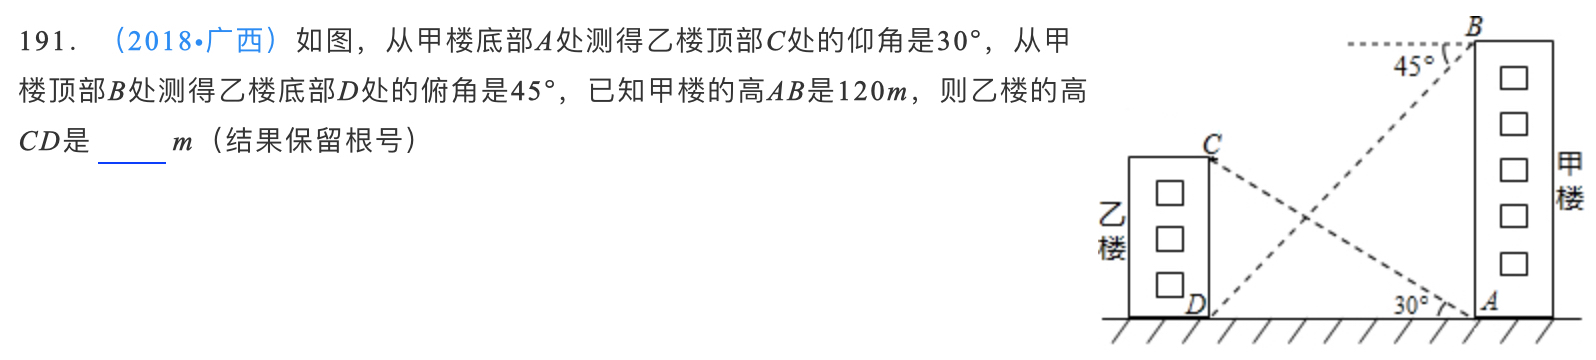 191. （2018•广西）如图，从甲楼底部A处测得乙楼顶部C处的仰角是30°，从甲
楼顶部B处测得乙楼底部D处的俯角是45°，已知甲楼的高AB是120m，则乙楼的高
CD是 ____ m（结果保留根号）
B
45°
C
甲楼
乙楼
D
30°
A